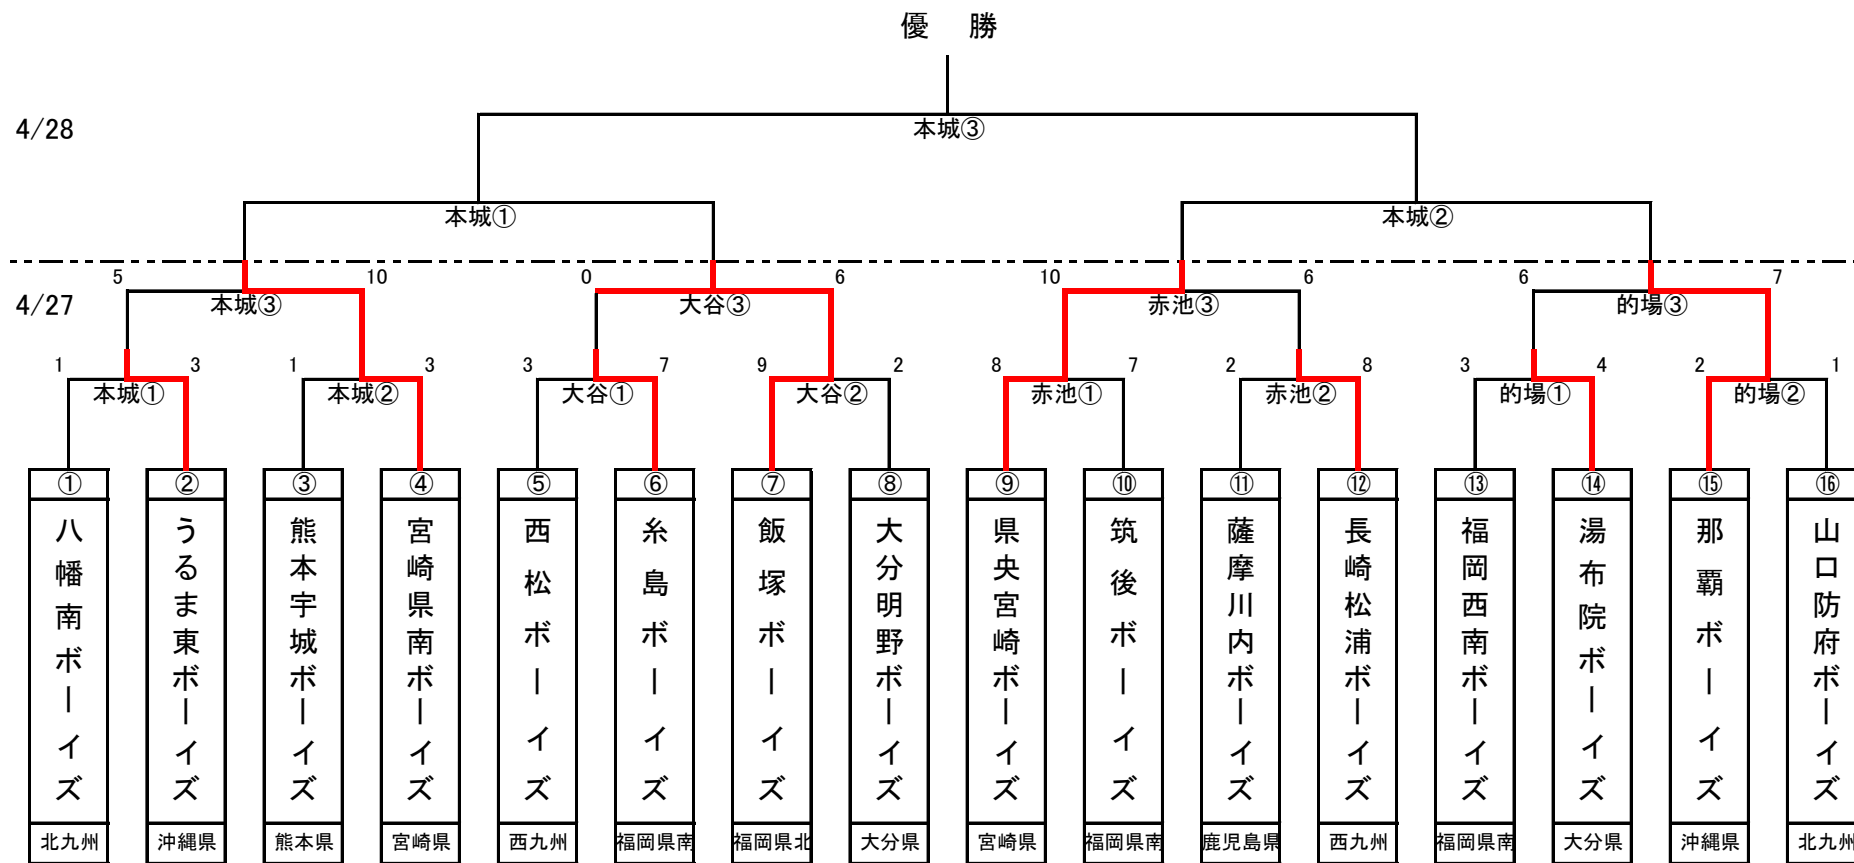 優 勝
4/28
本城③
本城① 本城②
5 10 0 6 10 6 6 7
4/27
本城③ 大谷③ 赤池③ 的場③
1 3 1 3 3 7 9 2 8 7 2 8 3 4 2 1
本城① 本城② 大谷① 大谷② 赤池① 赤池② 的場① 的場②
① ② ③ ④ ⑤ ⑥ ⑦ ⑧ ⑨ ⑩ ⑪ ⑫ ⑬ ⑭ ⑮ ⑯
八幡南ボーイズ
うるま東ボーイズ
熊本宇城ボーイズ
宮崎県南ボーイズ
西松ボーイズ
糸島ボーイズ
飯塚ボーイズ
大分明野ボーイズ
県央宮崎ボーイズ
筑後ボーイズ
薩摩川内ボーイズ
長崎松浦ボーイズ
福岡西南ボーイズ
湯布院ボーイズ
那覇ボーイズ
山口防府ボーイズ
北九州 沖縄県 熊本県 宮崎県 西九州 福岡県南 福岡県北 大分県 宮崎県 福岡県南 鹿児島県 西九州 福岡県南 大分県 沖縄県 北九州